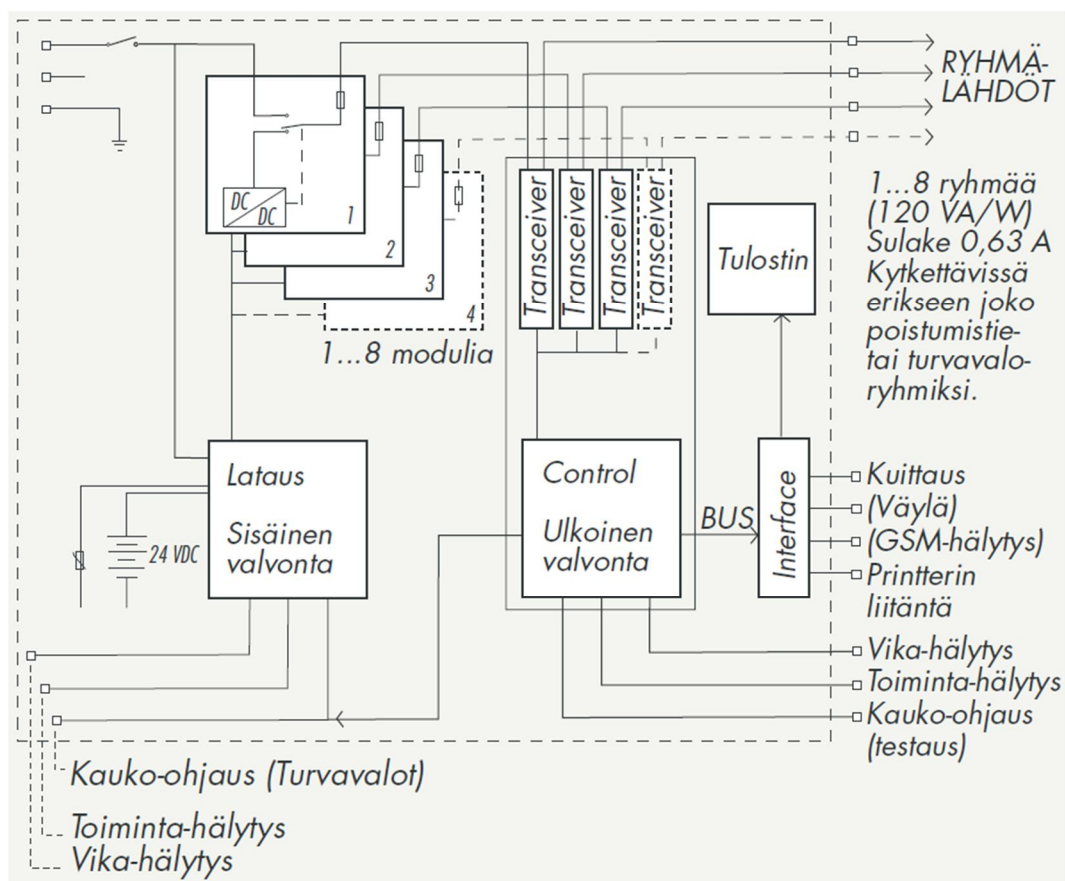 RYHMÄ-
LÄHDÖT
DC
DC
1
2
3
4
1...8 modulia
Transceiver
Transceiver
Transceiver
Transceiver
Tulostin
1...8 ryhmää
(120 VA/W)
Sulake 0,63 A
Kytkettävissä
erikseen joko
poistumistie-
tai turvavalo-
ryhmiksi.
Lataus
Sisäinen
valvonta
24 VDC
Control
Ulkoinen
valvonta
BUS
Interface
Kuittaus
(Väylä)
(GSM-hälytys)
Printterin
liitäntä
Vika-hälytys
Toiminta-hälytys
Kauko-ohjaus
(testaus)
Kauko-ohjaus (Turvavalot)
Toiminta-hälytys
Vika-hälytys